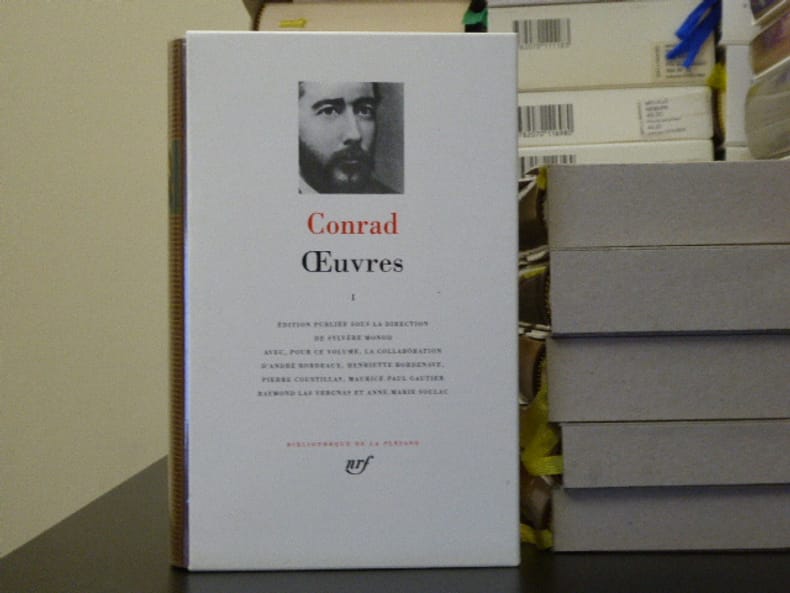 Conrad
Œuvres
I
ÉDITION PUBLIÉE SOUS LA DIRECTION
DE SYLVÈRE MONOD
AVEC, POUR CE VOLUME, LA COLLABORATION
D'ANDRÉ BORDEAUX, HENRIETTE BORDENAVE,
PIERRE COUSTILLAS, MAURICE-PAUL GAUTIER
RAYMOND LAS VERGNAS ET ANNE-MARIE SOULAC
BIBLIOTHÈQUE DE LA PLÉIADE
nrf
782070116980